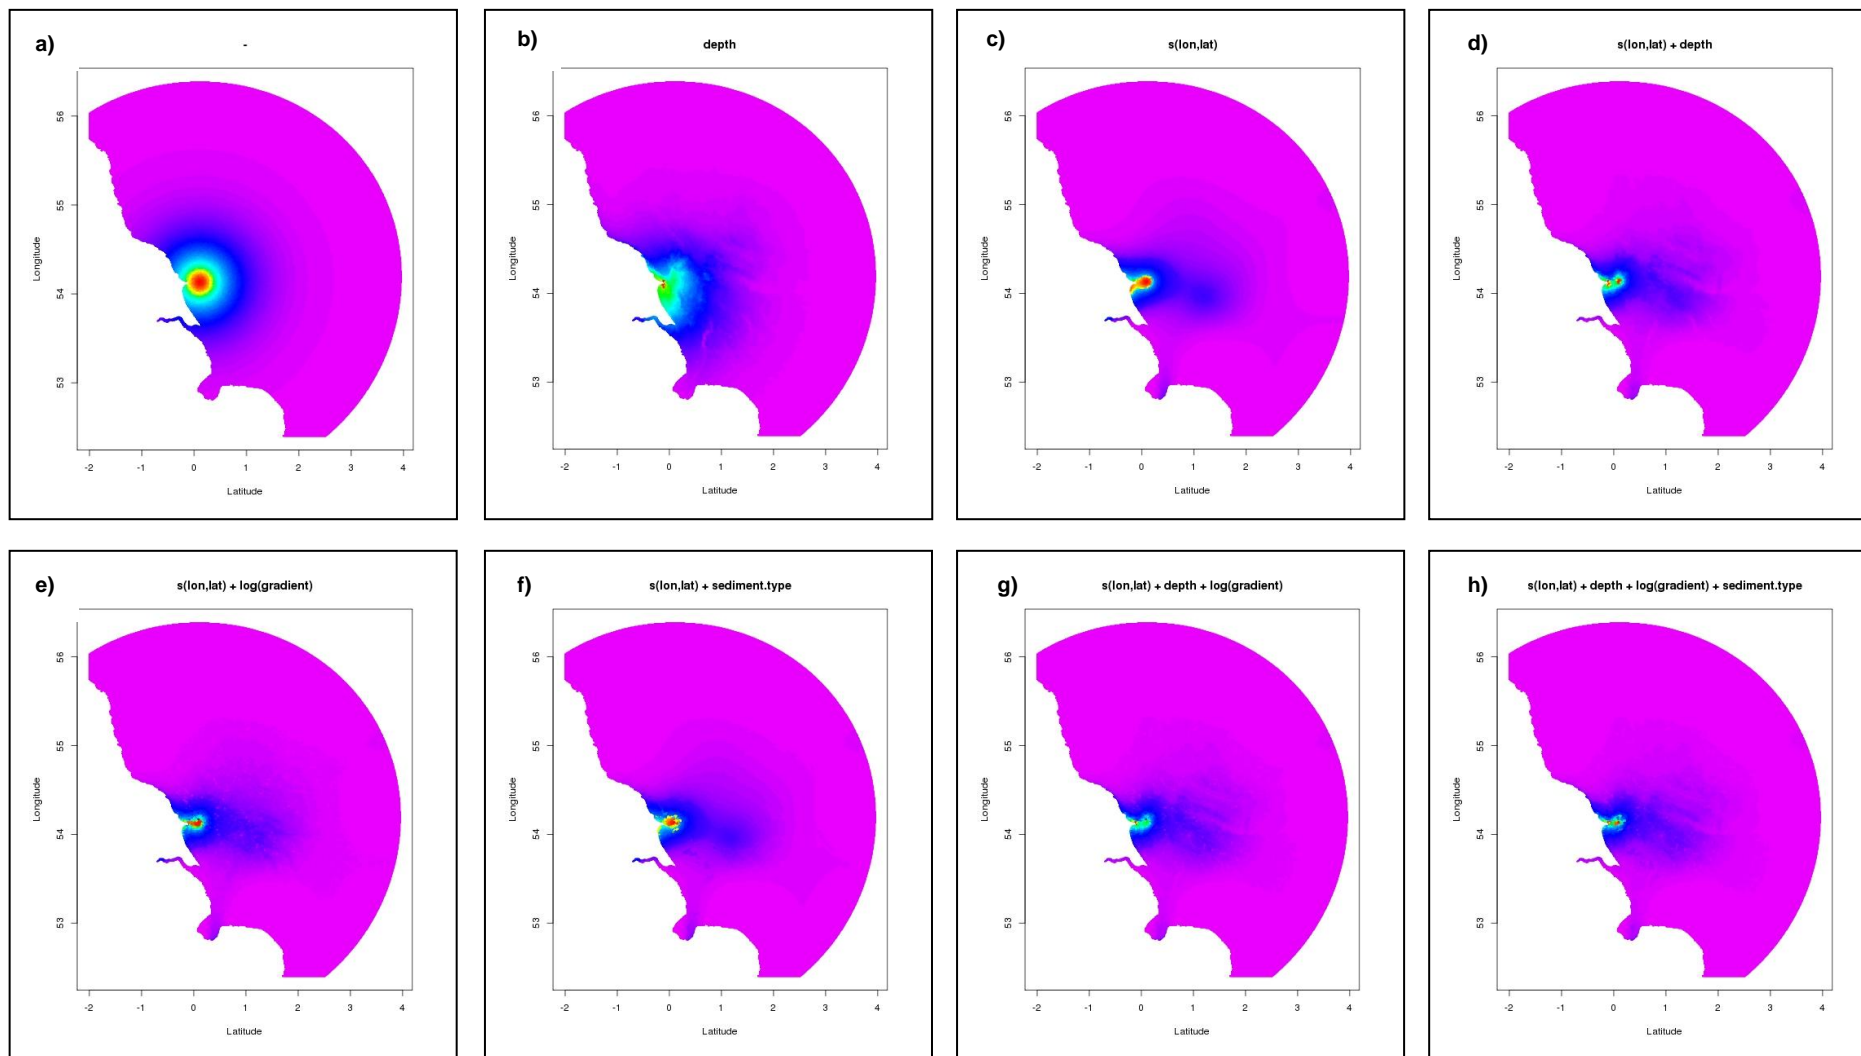 a)
-
56
55
54
53
Longitude
-2 -1 0 1 2 3 4
Latitude
b)
depth
56
55
54
53
Longitude
-2 -1 0 1 2 3 4
Latitude
c)
s(lon,lat)
56
55
54
53
Longitude
-2 -1 0 1 2 3 4
Latitude
d)
s(lon,lat) + depth
56
55
54
53
Longitude
-2 -1 0 1 2 3 4
Latitude
e)
s(lon,lat) + log(gradient)
56
55
54
53
Longitude
-2 -1 0 1 2 3 4
Latitude
f)
s(lon,lat) + sediment.type
56
55
54
53
Longitude
-2 -1 0 1 2 3 4
Latitude
g)
s(lon,lat) + depth + log(gradient)
56
55
54
53
Longitude
-2 -1 0 1 2 3 4
Latitude
h)
s(lon,lat) + depth + log(gradient) + sediment.type
56
55
54
53
Longitude
-2 -1 0 1 2 3 4
Latitude